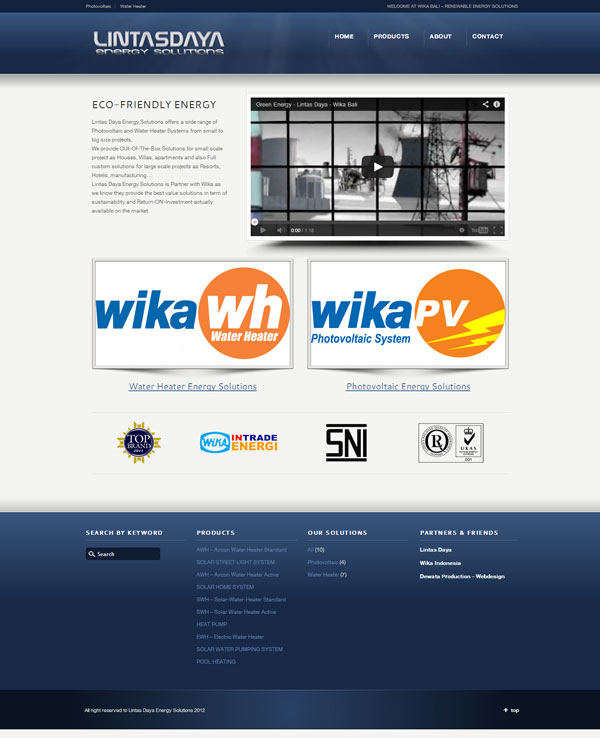 Photovoltaic
Water Heater
WELCOME AT WIKA BALI – RENEWABLE ENERGY SOLUTIONS
LINTASDAYA
ENERGY SOLUTIONS
HOME
PRODUCTS
ABOUT
CONTACT
ECO-FRIENDLY ENERGY
Lintas Daya Energy Solutions offers a wide range of
Photovoltaic and Water Heater Systems from small to
big size projects.
We provide OUt-Of-The-Box Solutions for small scale
project as Houses, Villas, apartments and also Full
custom solutions for large scale projects as Resorts,
Hotels, manufacturing…
Lintas Daya Energy Solutions is Partner with Wika as
we know they provide the best value solutions in term of
sustainability and Return-ON-Investment actually
available on the market.
Green Energy - Lintas Daya - Wika Bali
0:00 / 1:18
YouTube
wika wh
Water Heater
wika PV
Photovoltaic System
Water Heater Energy Solutions
Photovoltaic Energy Solutions
TOP
BRAND
2011
WIKA
INTRADE
ENERGI
SNI
R
UKAS
001
SEARCH BY KEYWORD
Search
PRODUCTS
AWH – Avicon Water Heater Standard
SOLAR STREET LIGHT SYSTEM
AWH – Avicon Water Heater Active
SOLAR HOME SYSTEM
SWH – Solar Water Heater Standard
SWH – Solar Water Heater Active
HEAT PUMP
EWH – Electric Water Heater
SOLAR WATER PUMPING SYSTEM
POOL HEATING
OUR SOLUTIONS
All (10)
Photovoltaic (4)
Water Heater (7)
PARTNERS & FRIENDS
Lintas Daya
Wika Indonesia
Dewata Production – Webdesign
All right reserved to Lintas Daya Energy Solutions 2012
top